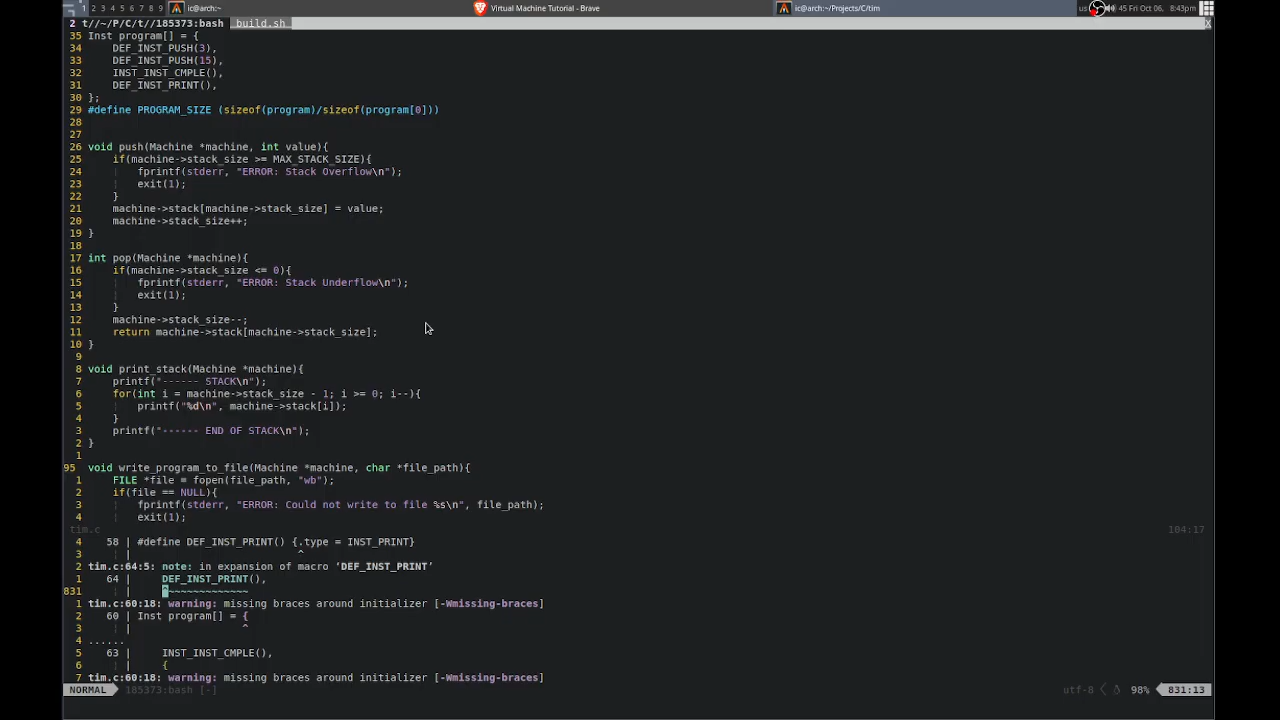 1 2 3 4 5 6 7 8 9 ic@arch:~ Virtual Machine Tutorial - Brave ic@arch:~/Projects/C/tim us 45 Fri Oct 06, 8:43pm
2 t//~/P/C/t//185373:bash build.sh X
35 Inst program[] = {
34 DEF_INST_PUSH(3),
33 DEF_INST_PUSH(15),
32 INST_INST_CMPLE(),
31 DEF_INST_PRINT(),
30 };
29 #define PROGRAM_SIZE (sizeof(program)/sizeof(program[0]))
28
27
26 void push(Machine *machine, int value){
25 if(machine->stack_size >= MAX_STACK_SIZE){
24 fprintf(stderr, "ERROR: Stack Overflow\n");
23 exit(1);
22 }
21 machine->stack[machine->stack_size] = value;
20 machine->stack_size++;
19 }
18
17 int pop(Machine *machine){
16 if(machine->stack_size <= 0){
15 fprintf(stderr, "ERROR: Stack Underflow\n");
14 exit(1);
13 }
12 machine->stack_size--;
11 return machine->stack[machine->stack_size];
10 }
9
8 void print_stack(Machine *machine){
7 printf("------ STACK\n");
6 for(int i = machine->stack_size - 1; i >= 0; i--){
5 printf("%d\n", machine->stack[i]);
4 }
3 printf("------ END OF STACK\n");
2 }
1
95 void write_program_to_file(Machine *machine, char *file_path){
1 FILE *file = fopen(file_path, "wb");
2 if(file == NULL){
3 fprintf(stderr, "ERROR: Could not write to file %s\n", file_path);
4 exit(1);
tim.c 104:17
4 58 | #define DEF_INST_PRINT() {.type = INST_PRINT}
3 | ^
2 tim.c:64:5: note: in expansion of macro ‘DEF_INST_PRINT’
1 64 | DEF_INST_PRINT(),
831 | ^~~~~~~~~~~~~~
1 tim.c:60:18: warning: missing braces around initializer [-Wmissing-braces]
2 60 | Inst program[] = {
3 | ^
4 ......
5 63 | INST_INST_CMPLE(),
6 | {
7 tim.c:60:18: warning: missing braces around initializer [-Wmissing-braces]
NORMAL 185373:bash [-] utf-8 98% 831:13